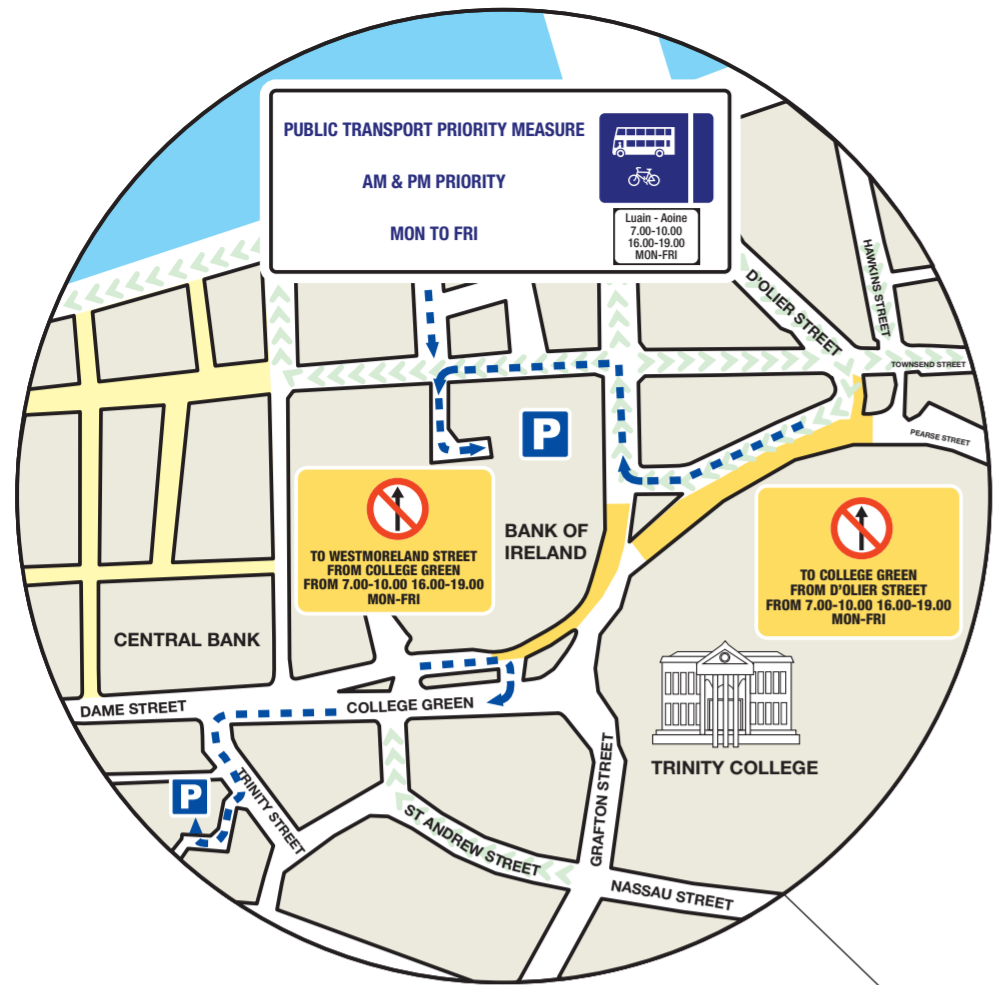 PUBLIC TRANSPORT PRIORITY MEASURE
AM & PM PRIORITY
MON TO FRI
Luain - Aoine
7.00-10.00
16.00-19.00
MON-FRI
HAWKINS STREET
D'OLIER STREET
TOWNSEND STREET
PEARSE STREET
P
BANK OF
IRELAND
TO WESTMORELAND STREET
FROM COLLEGE GREEN
FROM 7.00-10.00 16.00-19.00
MON-FRI
TO COLLEGE GREEN
FROM D'OLIER STREET
FROM 7.00-10.00 16.00-19.00
MON-FRI
CENTRAL BANK
DAME STREET
COLLEGE GREEN
TRINITY COLLEGE
P
TRINITY STREET
ST ANDREW STREET
GRAFTON STREET
NASSAU STREET